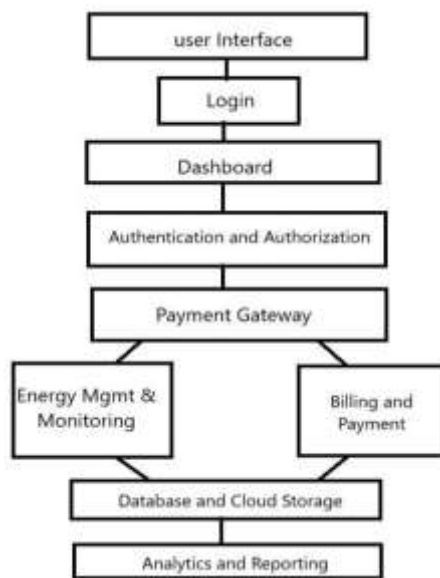 user Interface
Login
Dashboard
Authentication and Authorization
Payment Gateway
Energy Mgmt &
Monitoring
Billing and
Payment
Database and Cloud Storage
Analytics and Reporting